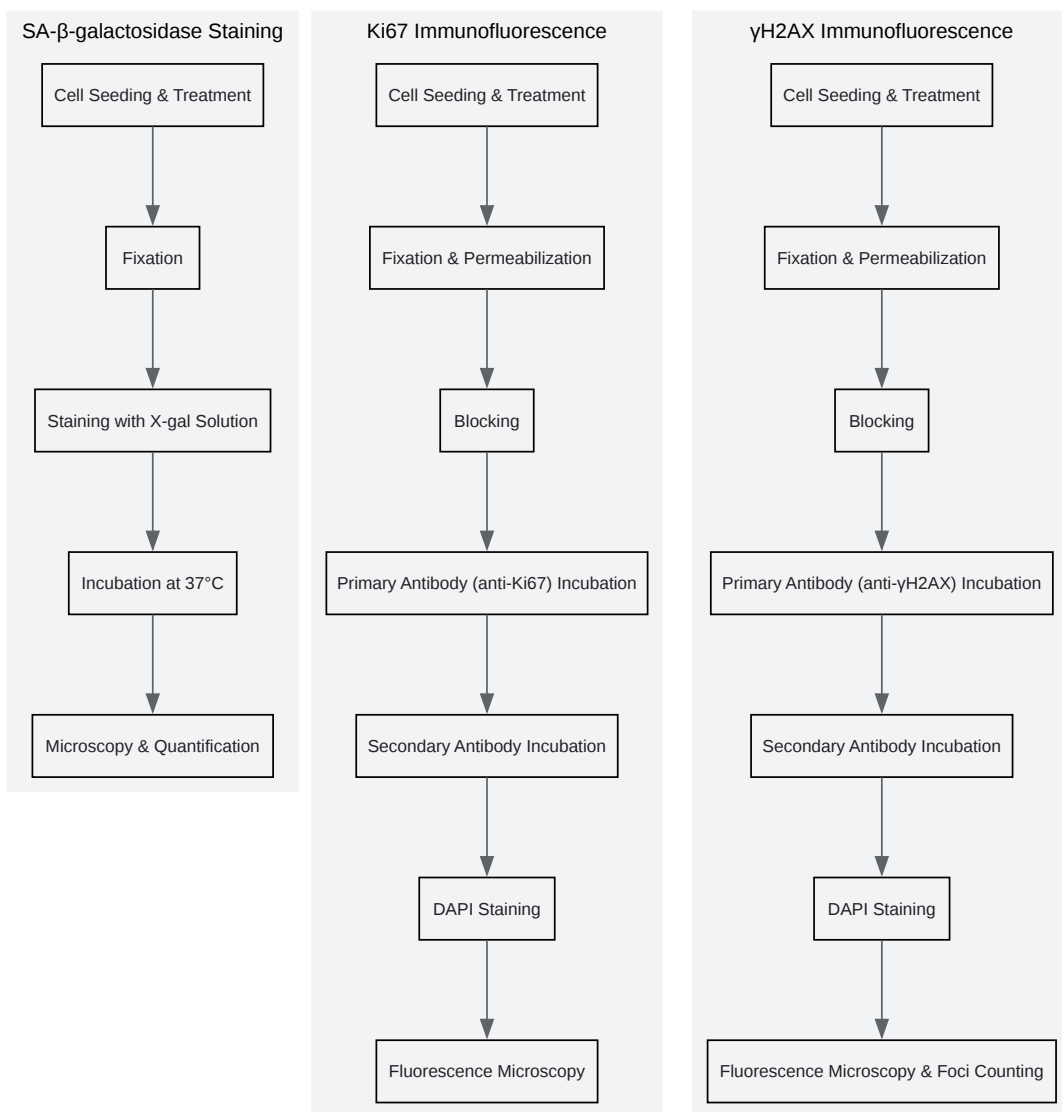 SA-β-galactosidase Staining
Cell Seeding & Treatment
Fixation
Staining with X-gal Solution
Incubation at 37°C
Microscopy & Quantification
Ki67 Immunofluorescence
Cell Seeding & Treatment
Fixation & Permeabilization
Blocking
Primary Antibody (anti-Ki67) Incubation
Secondary Antibody Incubation
DAPI Staining
Fluorescence Microscopy
γH2AX Immunofluorescence
Cell Seeding & Treatment
Fixation & Permeabilization
Blocking
Primary Antibody (anti-γH2AX) Incubation
Secondary Antibody Incubation
DAPI Staining
Fluorescence Microscopy & Foci Counting